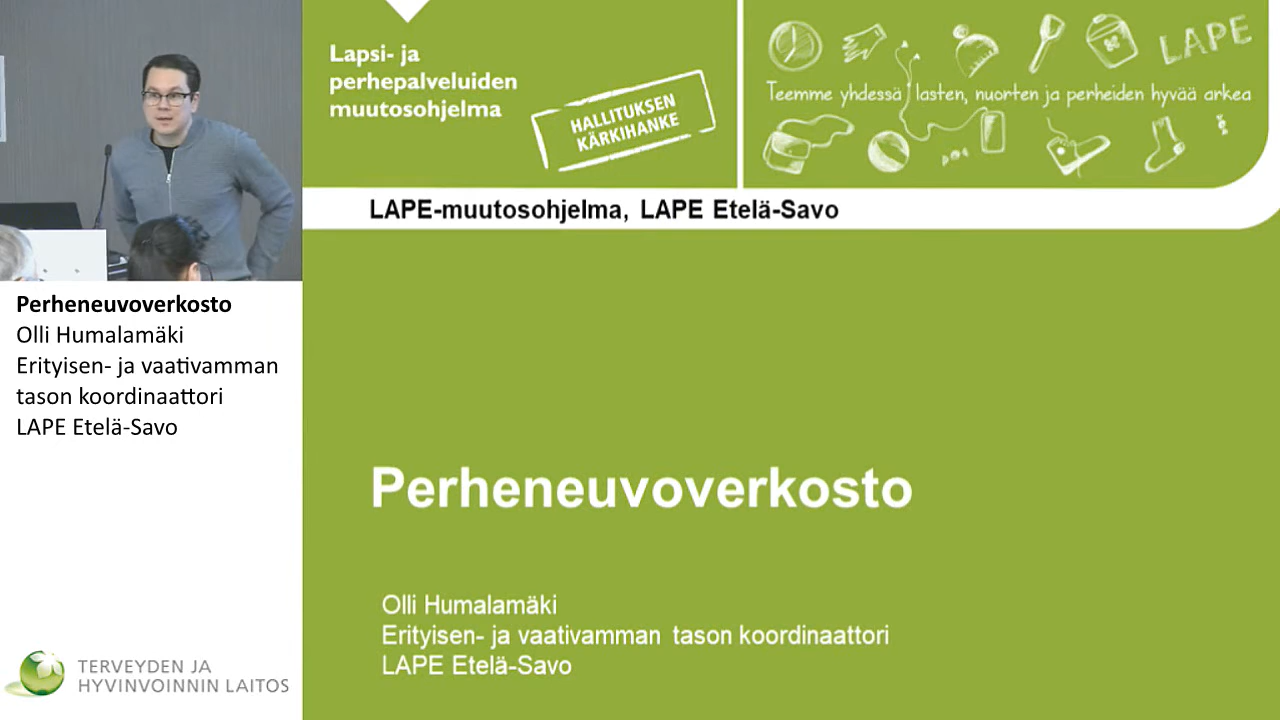 Lapsi- ja
perhepalveluiden
muutosohjelma
HALLITUKSEN
KÄRKIHANKE
LAPE
Teemme yhdessä lasten, nuorten ja perheiden hyvää arkea
LAPE-muutosohjelma, LAPE Etelä-Savo
Perheneuvoverkosto
Olli Humalamäki
Erityisen- ja vaativamman
tason koordinaattori
LAPE Etelä-Savo
Perheneuvoverkosto
Olli Humalamäki
Erityisen- ja vaativamman tason koordinaattori
LAPE Etelä-Savo
TERVEYDEN JA
HYVINVOINNIN LAITOS